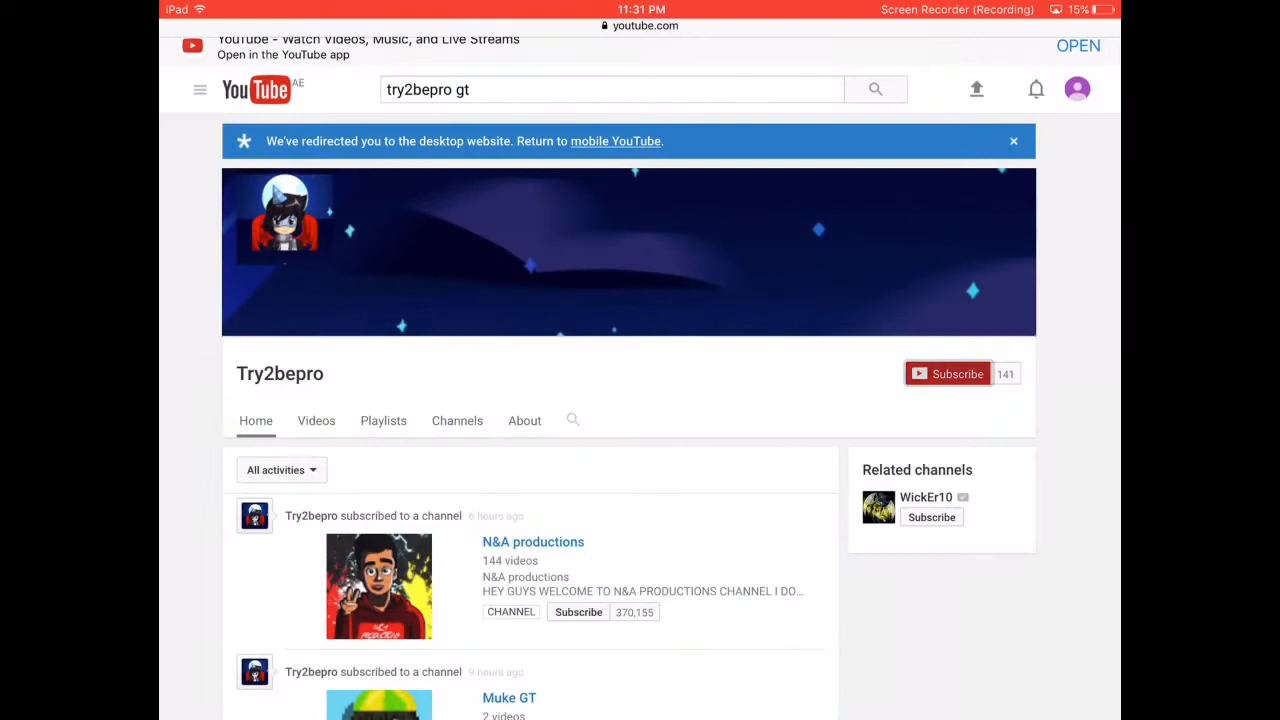 iPad 11:31 PM Screen Recorder (Recording) 15%
youtube.com
YouTube - Watch Videos, Music, and Live Streams
Open in the YouTube app
OPEN
YouTube AE try2bepro gt
We've redirected you to the desktop website. Return to mobile YouTube. ×
Try2bepro
Subscribe 141
Home Videos Playlists Channels About
All activities
Related channels
WickEr10
Subscribe
Try2bepro subscribed to a channel 6 hours ago
N&A productions
144 videos
N&A productions
HEY GUYS WELCOME TO N&A PRODUCTIONS CHANNEL I DO...
CHANNEL Subscribe 370,155
Try2bepro subscribed to a channel 9 hours ago
Muke GT
2 videos